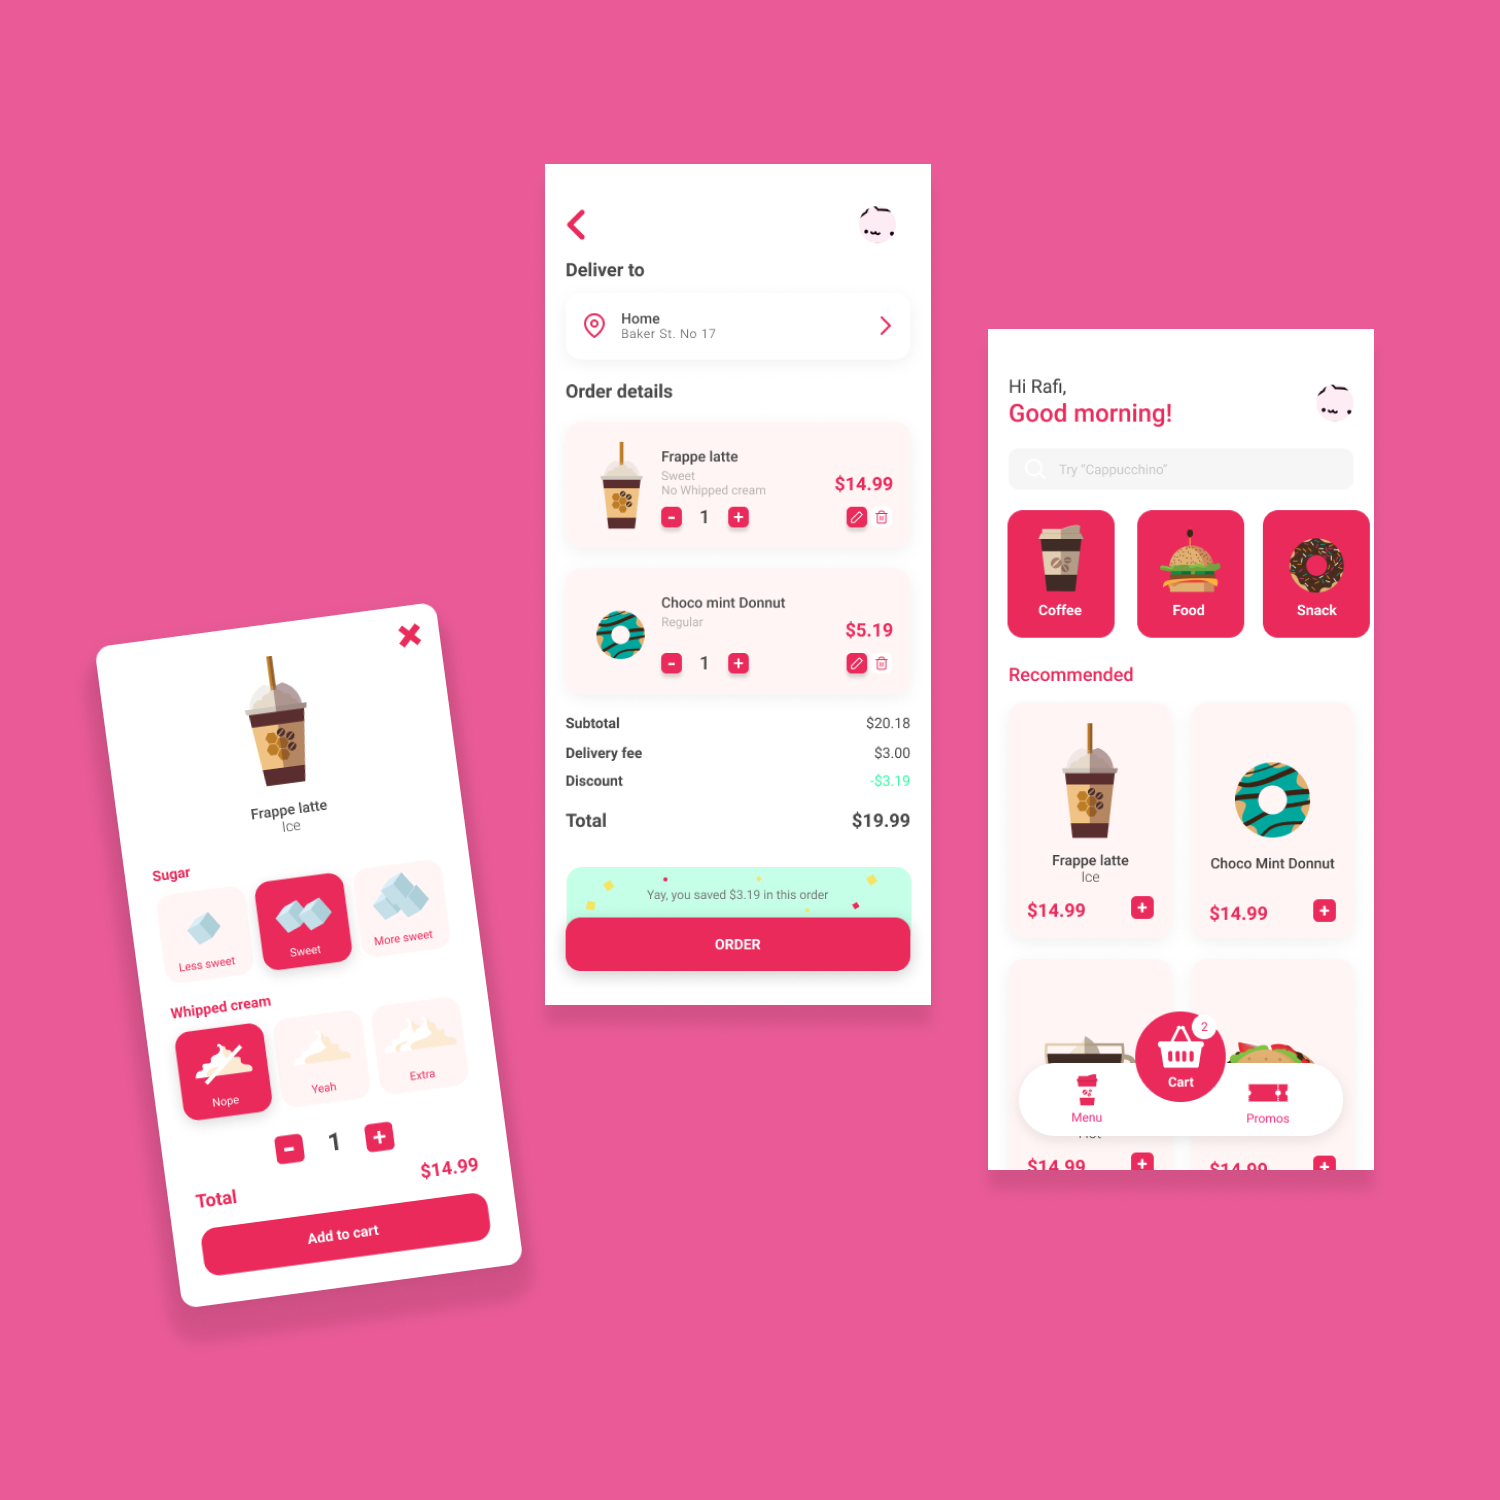 Frappe latte
Ice
Sugar
Less sweet
Sweet
More sweet
Whipped cream
Nope
Yeah
Extra
- 1 +
$14.99
Total
Add to cart
Deliver to
Home
Baker St. No 17
Order details
Frappe latte
Sweet
No Whipped cream
$14.99
- 1 +
Choco mint Donnut
Regular
$5.19
- 1 +
Subtotal $20.18
Delivery fee $3.00
Discount -$3.19
Total $19.99
Yay, you saved $3.19 in this order
ORDER
Hi Rafi,
Good morning!
Try "Cappucchino"
Coffee
Food
Snack
Recommended
Frappe latte
Ice
$14.99 +
Choco Mint Donnut
$14.99 +
2
Cart
Menu
Promos
$14.99 +
$14.99 +